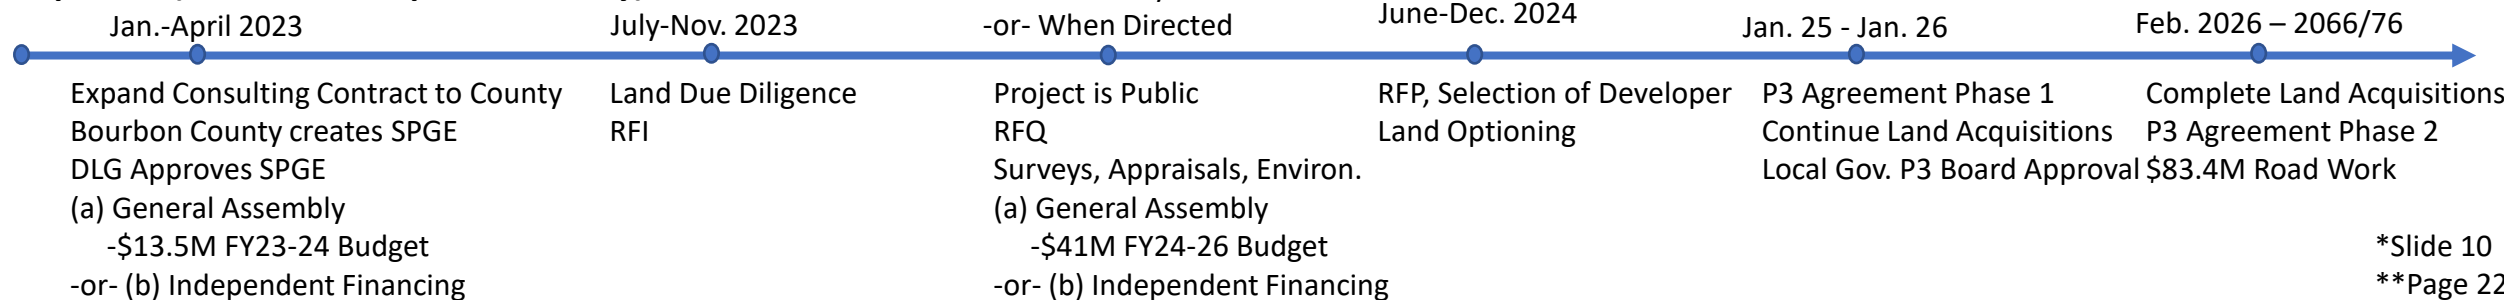 Jan.-April 2023
Expand Consulting Contract to County
Bourbon County creates SPGE
DLG Approves SPGE
(a) General Assembly
-$13.5M FY23-24 Budget
-or- (b) Independent Financing
July-Nov. 2023
Land Due Diligence
RFI
-or- When Directed
Project is Public
RFQ
Surveys, Appraisals, Environ.
(a) General Assembly
-$41M FY24-26 Budget
-or- (b) Independent Financing
June-Dec. 2024
RFP, Selection of Developer
Land Optioning
Jan. 25 - Jan. 26
P3 Agreement Phase 1
Continue Land Acquisitions
Local Gov. P3 Board Approval
Feb. 2026 – 2066/76
Complete Land Acquisitions
P3 Agreement Phase 2
$83.4M Road Work
*Slide 10
**Page 22